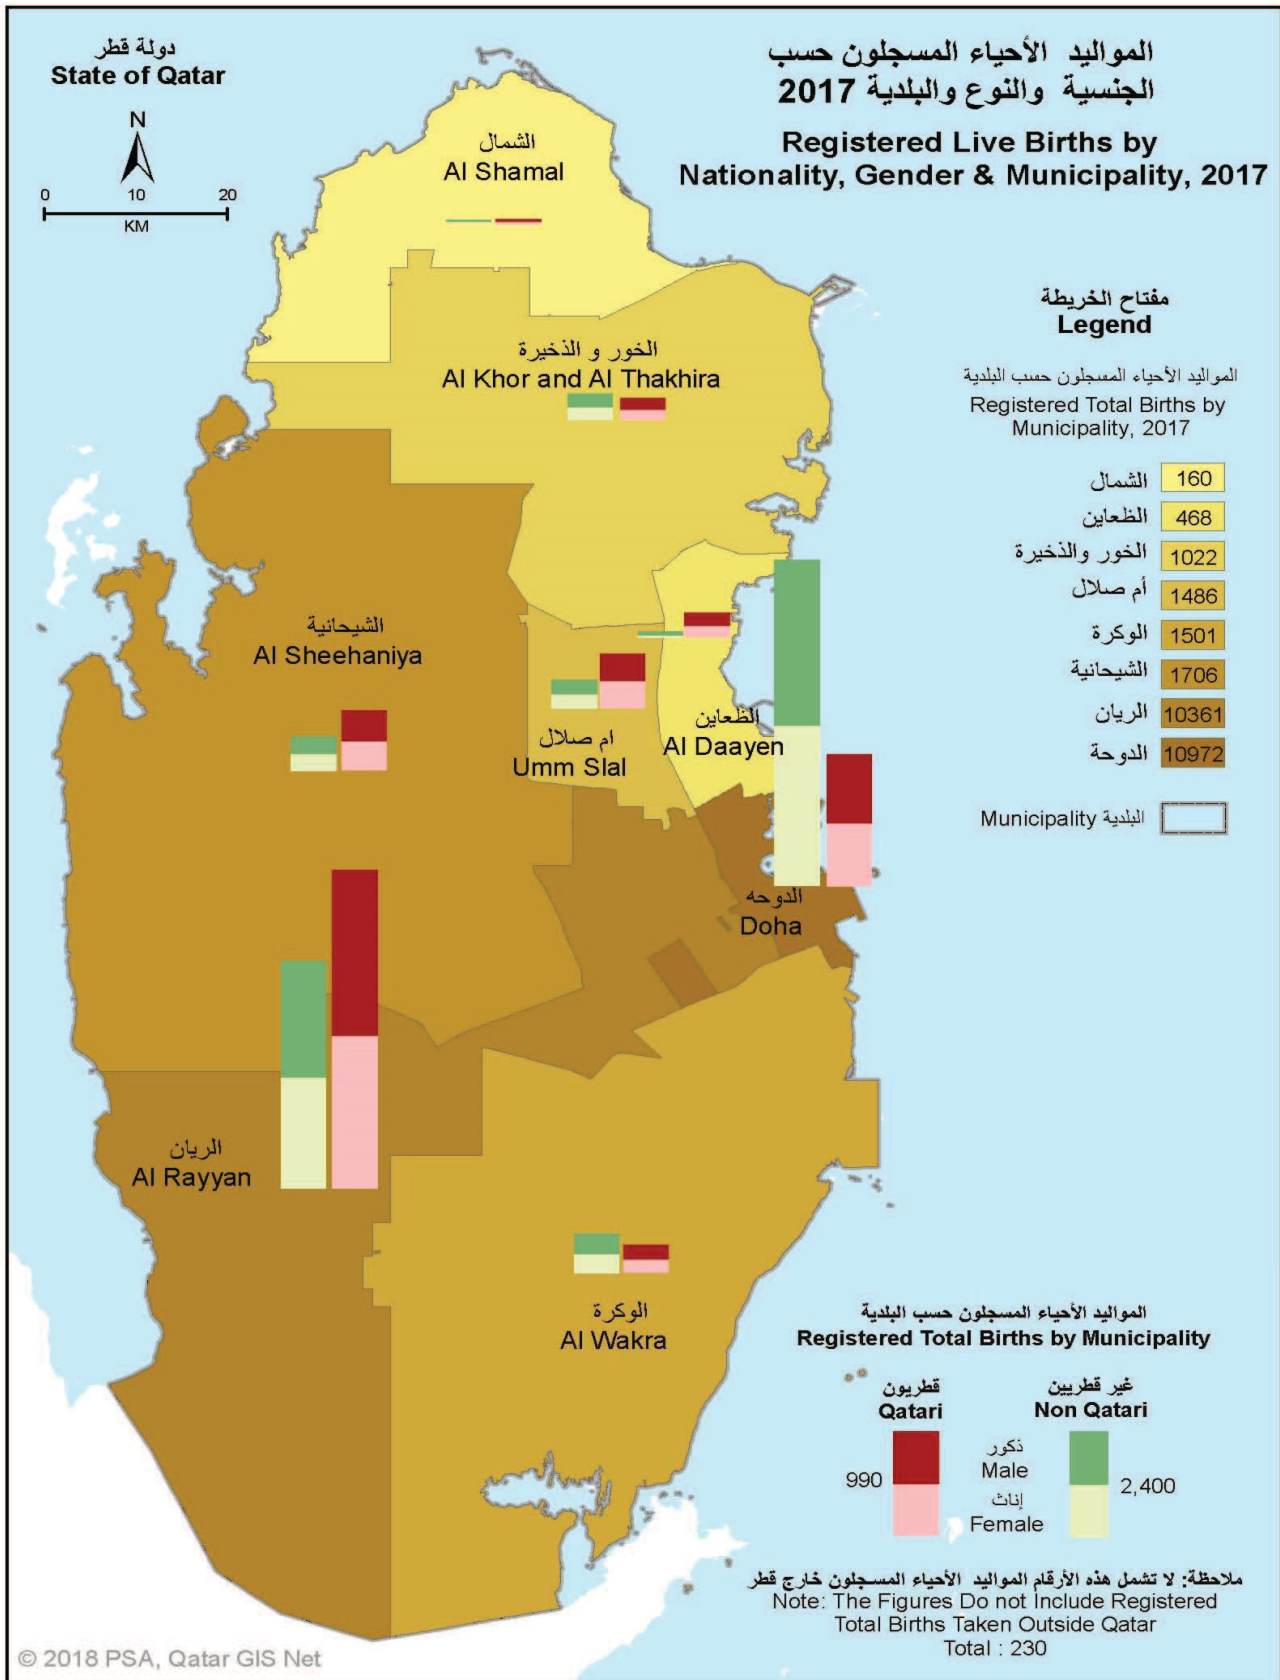 دولة قطر
State of Qatar
N
0 10 20
KM
المواليد الأحياء المسجلون حسب
الجنسية والنوع والبلدية 2017
Registered Live Births by
Nationality, Gender & Municipality, 2017
الشمال
Al Shamal
الخور و الذخيرة
Al Khor and Al Thakhira
الشيحانية
Al Sheehaniya
ام صلال
Umm Slal
الظعاين
Al Daayen
الدوحه
Doha
الريان
Al Rayyan
الوكرة
Al Wakra
مفتاح الخريطة
Legend
المواليد الأحياء المسجلون حسب البلدية
Registered Total Births by
Municipality, 2017
الشمال 160
الظعاين 468
الخور والذخيرة 1022
أم صلال 1486
الوكرة 1501
الشيحانية 1706
الريان 10361
الدوحة 10972
Municipality البلدية
المواليد الأحياء المسجلون حسب البلدية
Registered Total Births by Municipality
قطريون
Qatari
غير قطريين
Non Qatari
ذكور
Male
990
2,400
إناث
Female
ملاحظة: لا تشمل هذه الأرقام المواليد الأحياء المسجلون خارج قطر
Note: The Figures Do not Include Registered
Total Births Taken Outside Qatar
Total : 230
© 2018 PSA, Qatar GIS Net